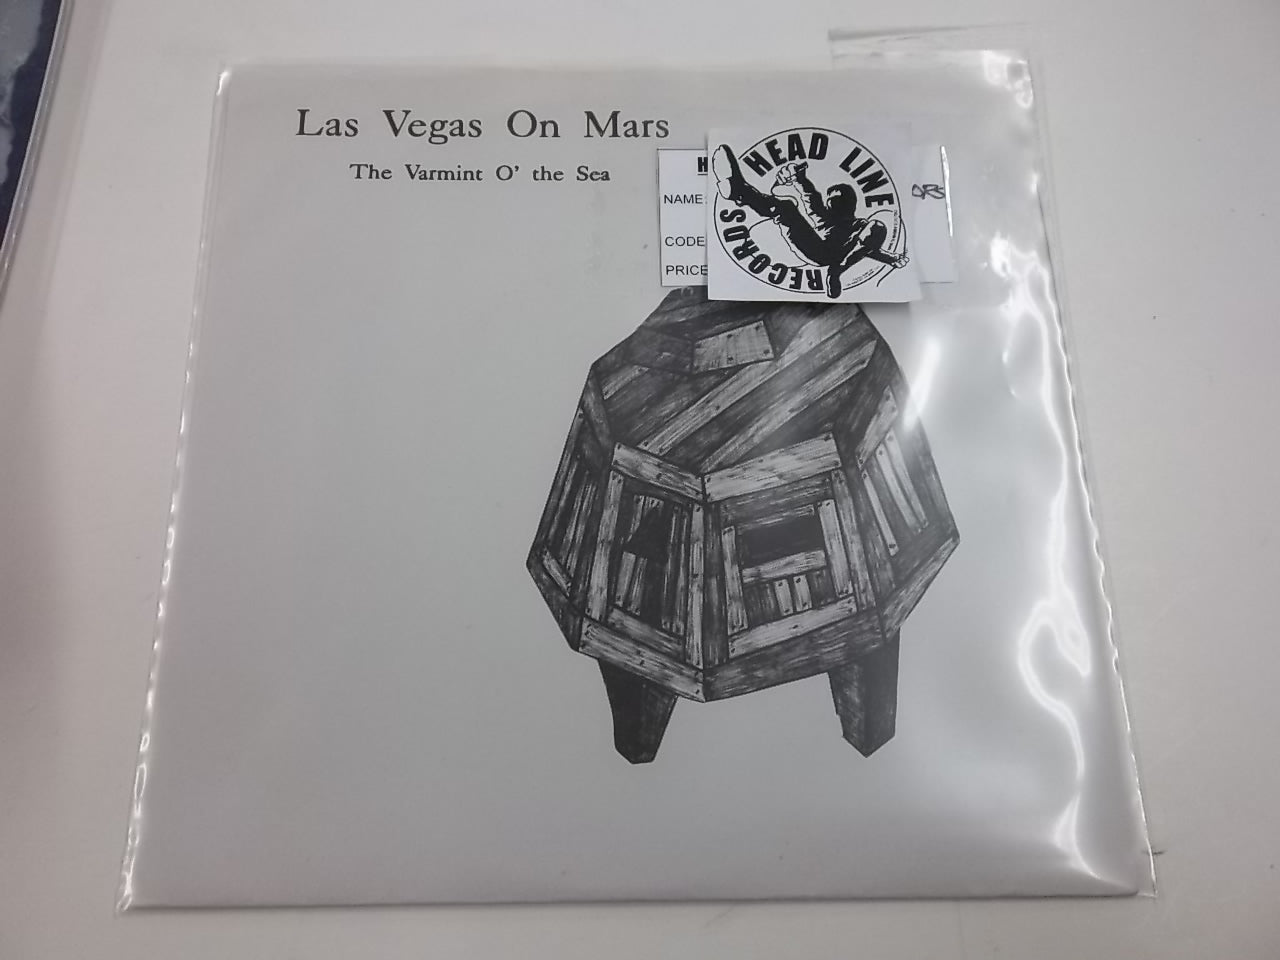 Las Vegas On Mars
The Varmint O' the Sea
NAME:
CODE
PRICE
HEAD LINE
RECORDS